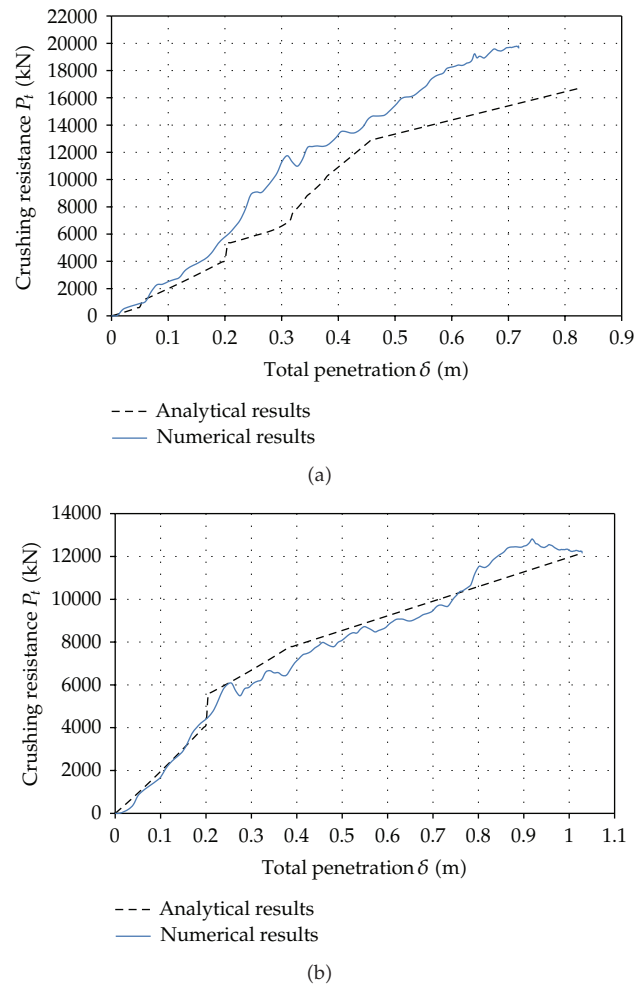 22000
20000
18000
16000
14000
12000
10000
8000
6000
4000
2000
0
Crushing resistance Pt (kN)
0 0.1 0.2 0.3 0.4 0.5 0.6 0.7 0.8 0.9
Total penetration δ (m)
Analytical results
Numerical results
(a)
14000
12000
10000
8000
6000
4000
2000
0
Crushing resistance Pt (kN)
0 0.1 0.2 0.3 0.4 0.5 0.6 0.7 0.8 0.9 1 1.1
Total penetration δ (m)
Analytical results
Numerical results
(b)